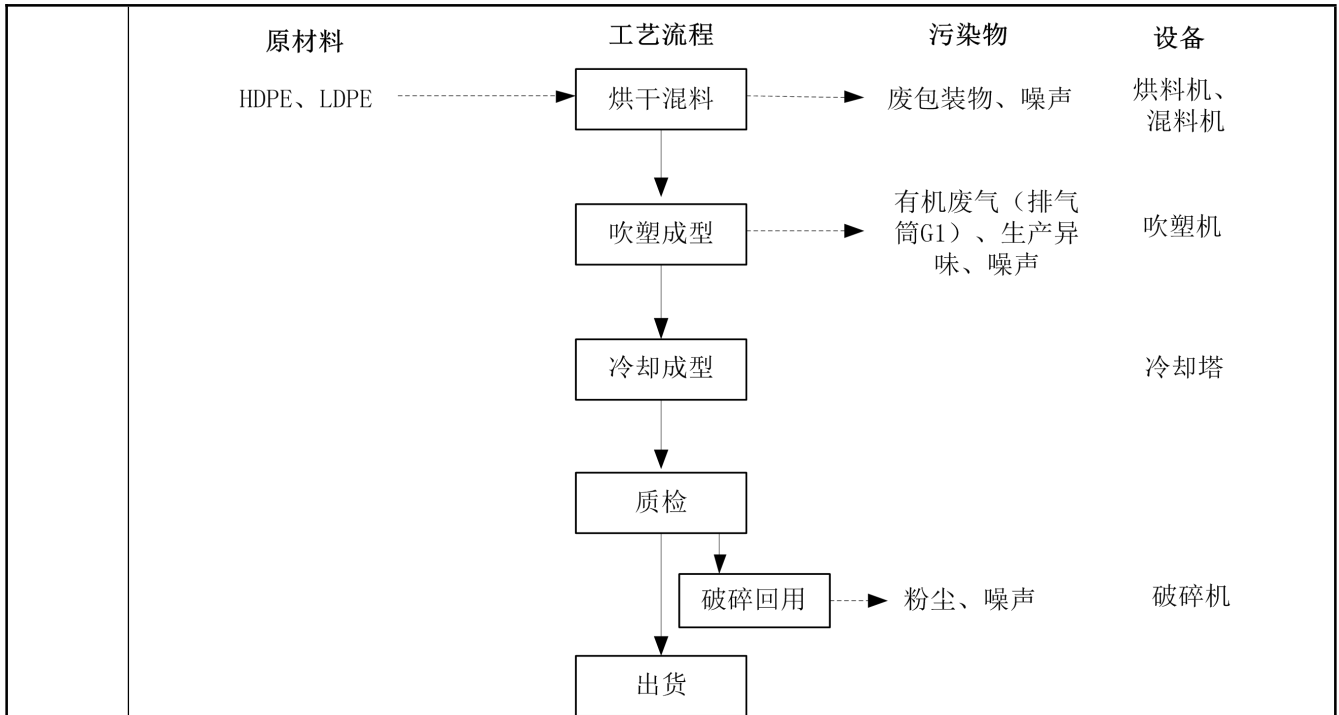 原材料 工艺流程 污染物 设备
HDPE、LDPE 烘干混料 废包装物、噪声 烘料机、
混料机
吹塑成型 有机废气（排气
筒G1）、生产异
味、噪声 吹塑机
冷却成型 冷却塔
质检
破碎回用 粉尘、噪声 破碎机
出货